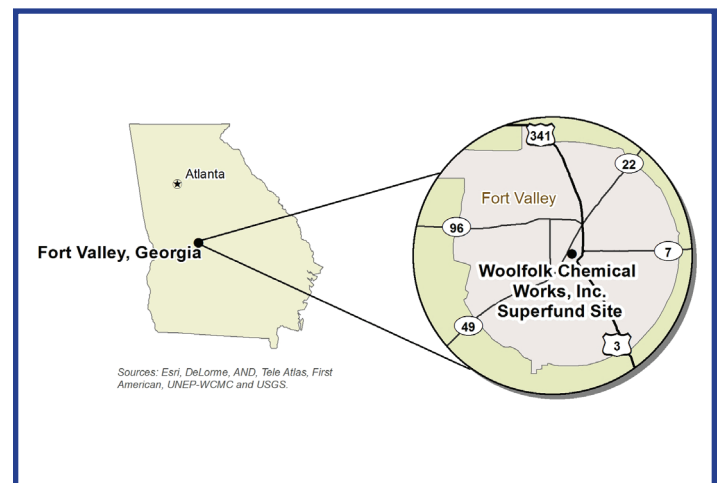 Atlanta
Fort Valley, Georgia
Sources: Esri, DeLorme, AND, Tele Atlas, First
American, UNEP-WCMC and USGS.
341
22
Fort Valley
96
7
Woolfolk Chemical
Works, Inc.
Superfund Site
49
3